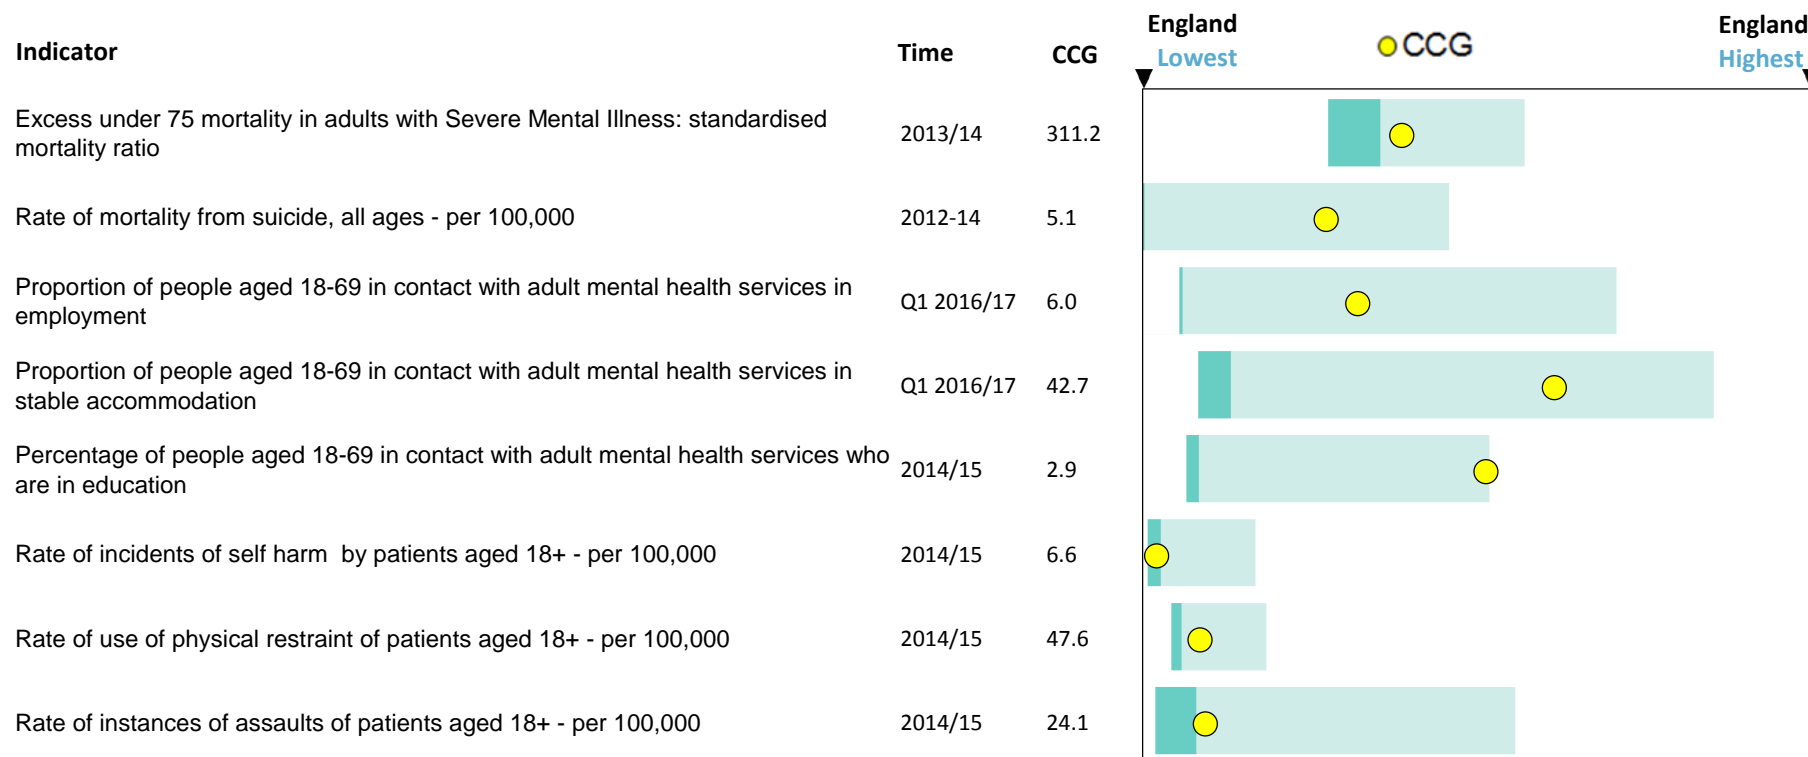 Indicator Time CCG England Lowest CCG England Highest
Excess under 75 mortality in adults with Severe Mental Illness: standardised
mortality ratio 2013/14 311.2
Rate of mortality from suicide, all ages - per 100,000 2012-14 5.1
Proportion of people aged 18-69 in contact with adult mental health services in
employment Q1 2016/17 6.0
Proportion of people aged 18-69 in contact with adult mental health services in
stable accommodation Q1 2016/17 42.7
Percentage of people aged 18-69 in contact with adult mental health services who
are in education 2014/15 2.9
Rate of incidents of self harm  by patients aged 18+ - per 100,000 2014/15 6.6
Rate of use of physical restraint of patients aged 18+ - per 100,000 2014/15 47.6
Rate of instances of assaults of patients aged 18+ - per 100,000 2014/15 24.1